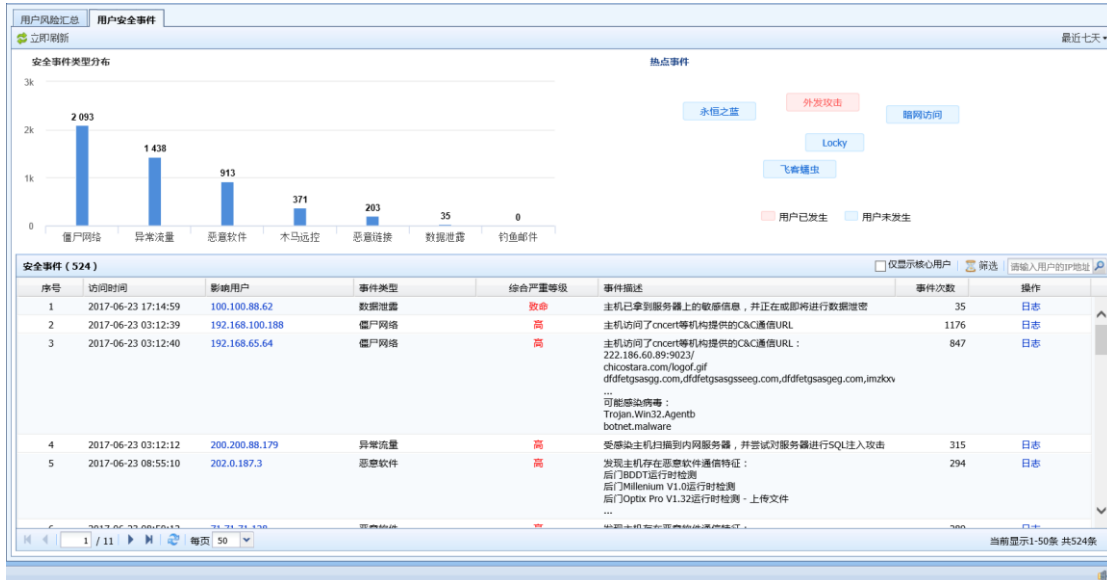 用户风险汇总 用户安全事件
立即刷新 最近七天
安全事件类型分布 热点事件
3k
2k
1k
0
2 093
1 438
913
371
203
35
0
僵尸网络 异常流量 恶意软件 木马远控 恶意链接 数据泄露 钓鱼邮件
外发攻击
永恒之蓝
暗网访问
Locky
飞客蠕虫
用户已发生 用户未发生
安全事件 ( 524 ) 仅显示核心用户 筛选 请输入用户的IP地址
序号 访问时间 影响用户 事件类型 综合严重等级 事件描述 事件次数 操作
1 2017-06-23 17:14:59 100.100.88.62 数据泄露 致命 主机已拿到服务器上的敏感信息，并正在或即将进行数据泄密 35 日志
2 2017-06-23 03:12:39 192.168.100.188 僵尸网络 高 主机访问了cncert等机构提供的C&C通信URL 1176 日志
3 2017-06-23 03:12:40 192.168.65.64 僵尸网络 高 主机访问了cncert等机构提供的C&C通信URL： 847 日志
222.186.60.89:9023/
chicostara.com/logof.gif
dfdfetgsasgg.com,dfdfetgsasgsseeg.com,dfdfetgsasgeg.com,imzkxv
...
可能感染病毒：
Trojan.Win32.Agentb
botnet.malware
4 2017-06-23 03:12:12 200.200.88.179 异常流量 高 受感染主机扫描到内网服务器，并尝试对服务器进行SQL注入攻击 315 日志
5 2017-06-23 08:55:10 202.0.187.3 恶意软件 高 发现主机存在恶意软件通信特征： 294 日志
后门BDDT运行时检测
后门Millenium V1.0运行时检测
后门Optix Pro V1.32运行时检测 - 上传文件
...
1 / 11 每页 50 当前显示1-50条 共524条